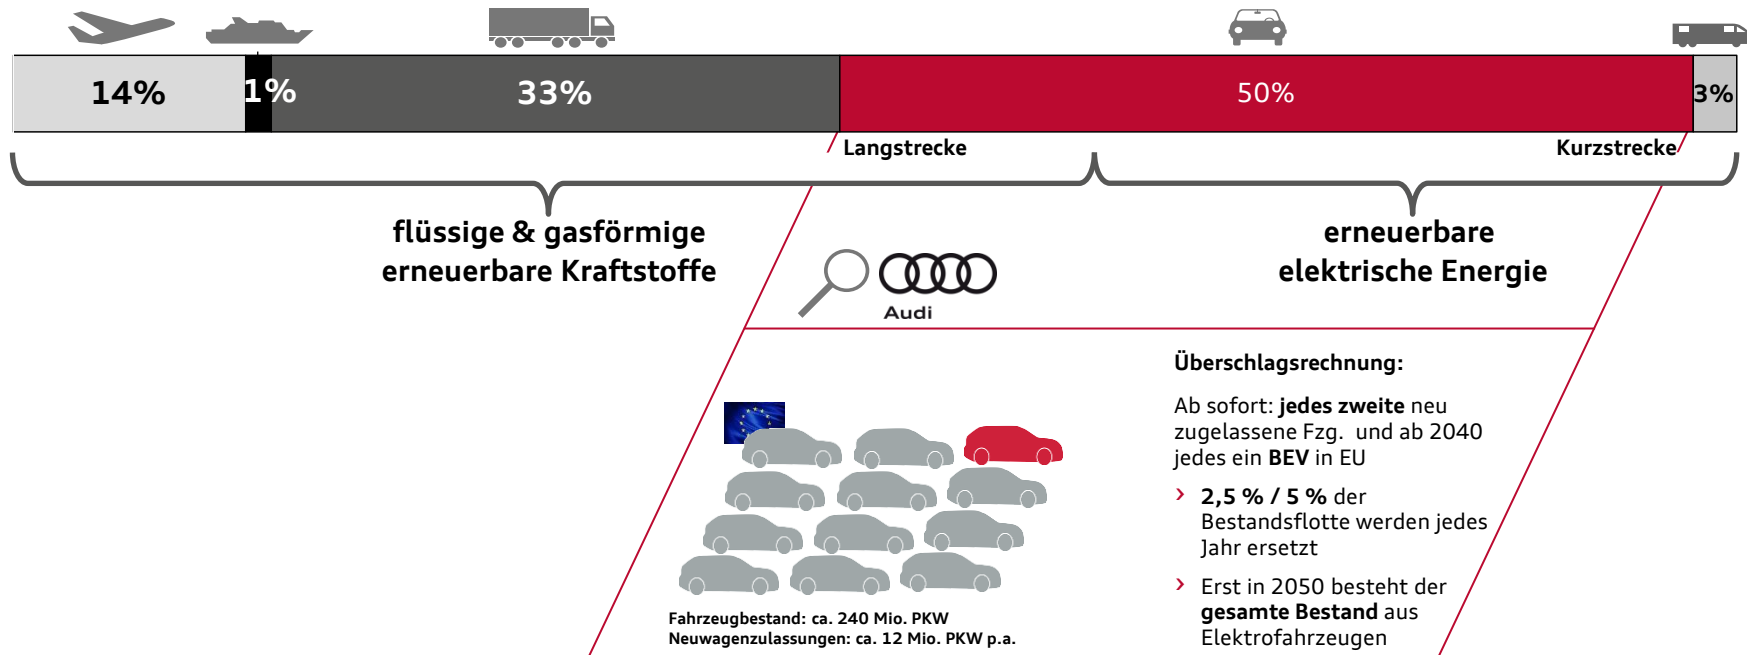 14%
1%
33%
50%
3%
Langstrecke
Kurzstrecke
flüssige & gasförmige
erneuerbare Kraftstoffe
erneuerbare
elektrische Energie
Audi
Überschlagsrechnung:
Ab sofort: jedes zweite neu
zugelassene Fzg. und ab 2040
jedes ein BEV in EU
› 2,5 % / 5 % der
Bestandsflotte werden jedes
Jahr ersetzt
› Erst in 2050 besteht der
gesamte Bestand aus
Elektrofahrzeugen
Fahrzeugbestand: ca. 240 Mio. PKW
Neuwagenzulassungen: ca. 12 Mio. PKW p.a.